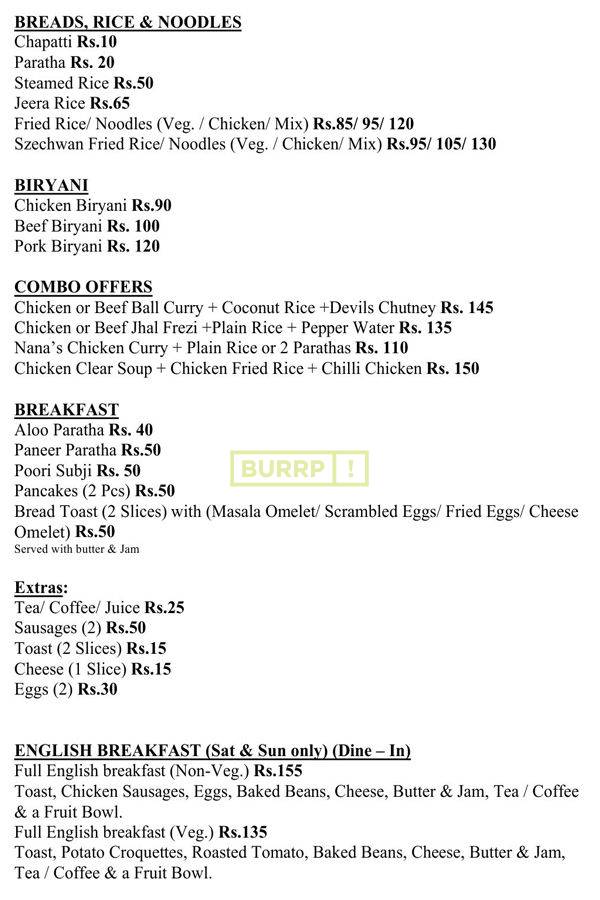 BREADS, RICE & NOODLES
Chapatti Rs.10
Paratha Rs. 20
Steamed Rice Rs.50
Jeera Rice Rs.65
Fried Rice/ Noodles (Veg. / Chicken/ Mix) Rs.85/ 95/ 120
Szechwan Fried Rice/ Noodles (Veg. / Chicken/ Mix) Rs.95/ 105/ 130
BIRYANI
Chicken Biryani Rs.90
Beef Biryani Rs. 100
Pork Biryani Rs. 120
COMBO OFFERS
Chicken or Beef Ball Curry + Coconut Rice +Devils Chutney Rs. 145
Chicken or Beef Jhal Frezi +Plain Rice + Pepper Water Rs. 135
Nana’s Chicken Curry + Plain Rice or 2 Parathas Rs. 110
Chicken Clear Soup + Chicken Fried Rice + Chilli Chicken Rs. 150
BREAKFAST
Aloo Paratha Rs. 40
Paneer Paratha Rs.50
Poori Subji Rs. 50
BURRP !
Pancakes (2 Pcs) Rs.50
Bread Toast (2 Slices) with (Masala Omelet/ Scrambled Eggs/ Fried Eggs/ Cheese
Omelet) Rs.50
Served with butter & Jam
Extras:
Tea/ Coffee/ Juice Rs.25
Sausages (2) Rs.50
Toast (2 Slices) Rs.15
Cheese (1 Slice) Rs.15
Eggs (2) Rs.30
ENGLISH BREAKFAST (Sat & Sun only) (Dine – In)
Full English breakfast (Non-Veg.) Rs.155
Toast, Chicken Sausages, Eggs, Baked Beans, Cheese, Butter & Jam, Tea / Coffee
& a Fruit Bowl.
Full English breakfast (Veg.) Rs.135
Toast, Potato Croquettes, Roasted Tomato, Baked Beans, Cheese, Butter & Jam,
Tea / Coffee & a Fruit Bowl.